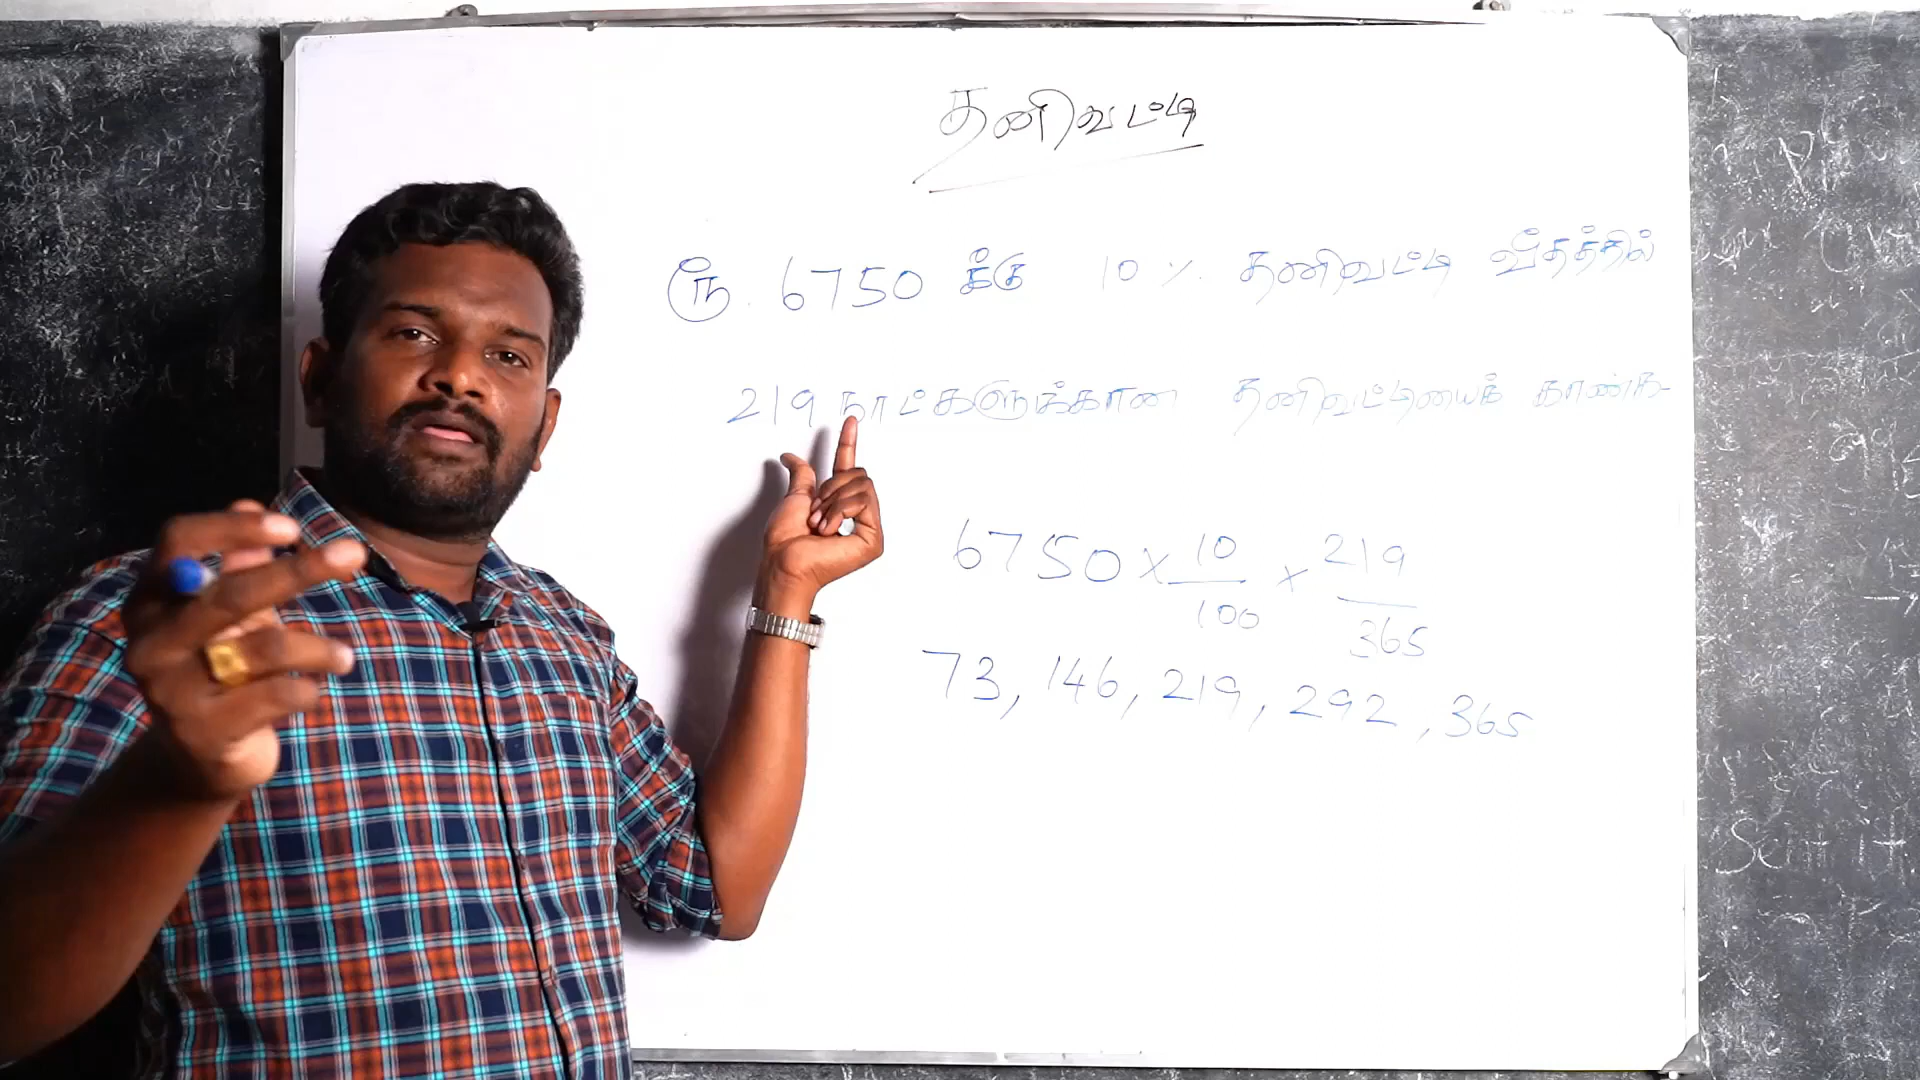 தனிவட்டி
ரூ. 6750 க்கு 10 % தனிவட்டி வீதத்தில்
219 நாட்களுக்கான தனிவட்டியைக் காண்க
6750 × 10/100 × 219/365
73, 146, 219, 292, 365